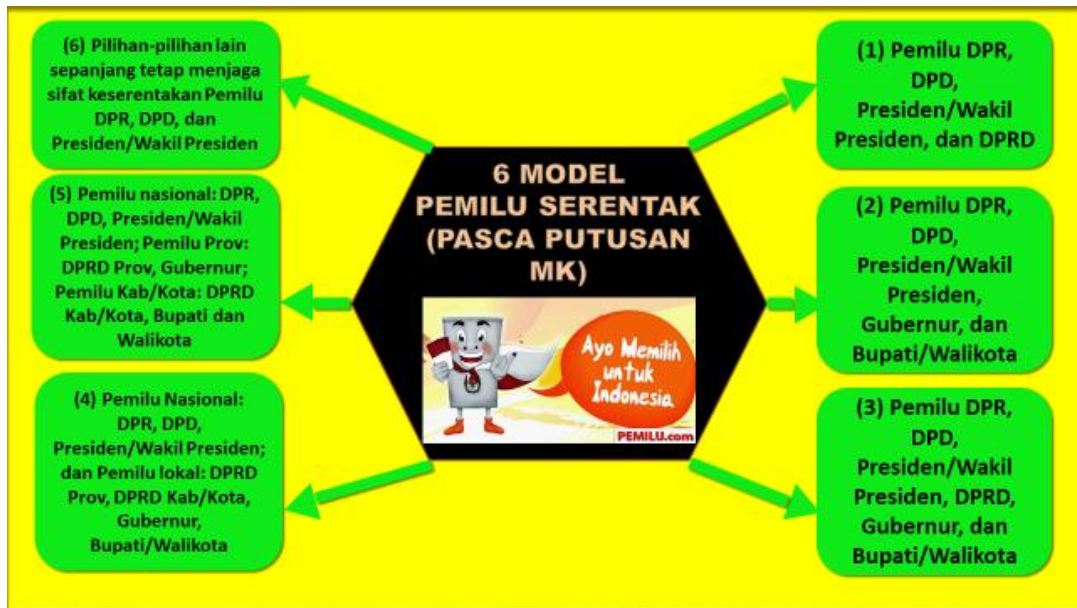 6 MODEL
PEMILU SERENTAK
(PASCA PUTUSAN
MK)
Ayo Memilih
untuk
Indonesia
PEMILU.com
(1) Pemilu DPR,
DPD,
Presiden/Wakil
Presiden, dan DPRD
(2) Pemilu DPR,
DPD,
Presiden/Wakil
Presiden,
Gubernur, dan
Bupati/Walikota
(3) Pemilu DPR,
DPD,
Presiden/Wakil
Presiden, DPRD,
Gubernur, dan
Bupati/Walikota
(4) Pemilu Nasional:
DPR, DPD,
Presiden/Wakil Presiden;
dan Pemilu lokal: DPRD
Prov, DPRD Kab/Kota,
Gubernur,
Bupati/Walikota
(5) Pemilu nasional: DPR,
DPD, Presiden/Wakil
Presiden; Pemilu Prov:
DPRD Prov, Gubernur;
Pemilu Kab/Kota: DPRD
Kab/Kota, Bupati dan
Walikota
(6) Pilihan-pilihan lain
sepanjang tetap menjaga
sifat keserentakan Pemilu
DPR, DPD, dan
Presiden/Wakil Presiden